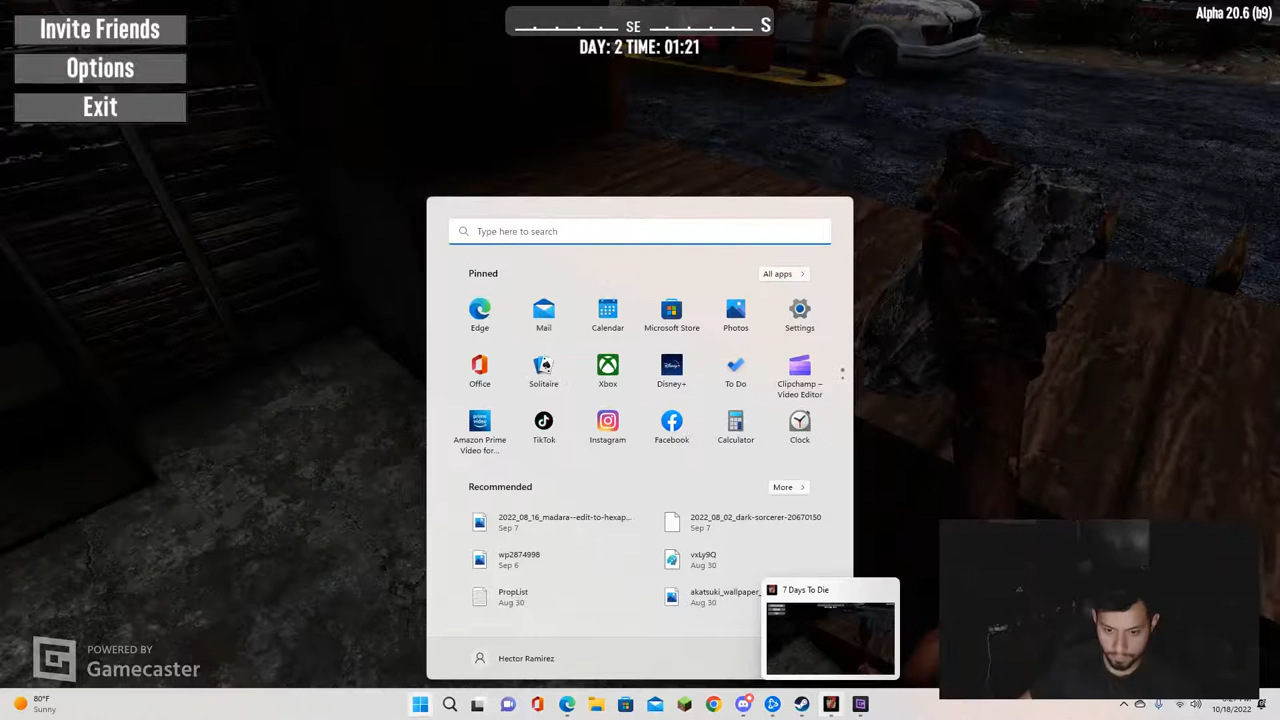 Invite Friends
Options
Exit
SE
S
DAY: 2 TIME: 01:21
Alpha 20.6 (b9)
Type here to search
Pinned
All apps
Edge
Mail
Calendar
Microsoft Store
Photos
Settings
Office
Solitaire
Xbox
Disney+
To Do
Clipchamp –
Video Editor
Amazon Prime
Video for...
TikTok
Instagram
Facebook
Calculator
Clock
Recommended
More
2022_08_16_madara--edit-to-hexap...
Sep 7
2022_08_02_dark-sorcerer-20670150
Sep 7
wp2874998
Sep 6
vxLy9Q
Aug 30
PropList
Aug 30
akatsuki_wallpaper_
Aug 30
7 Days To Die
Hector Ramirez
POWERED BY
Gamecaster
80°F
Sunny
10/18/2022